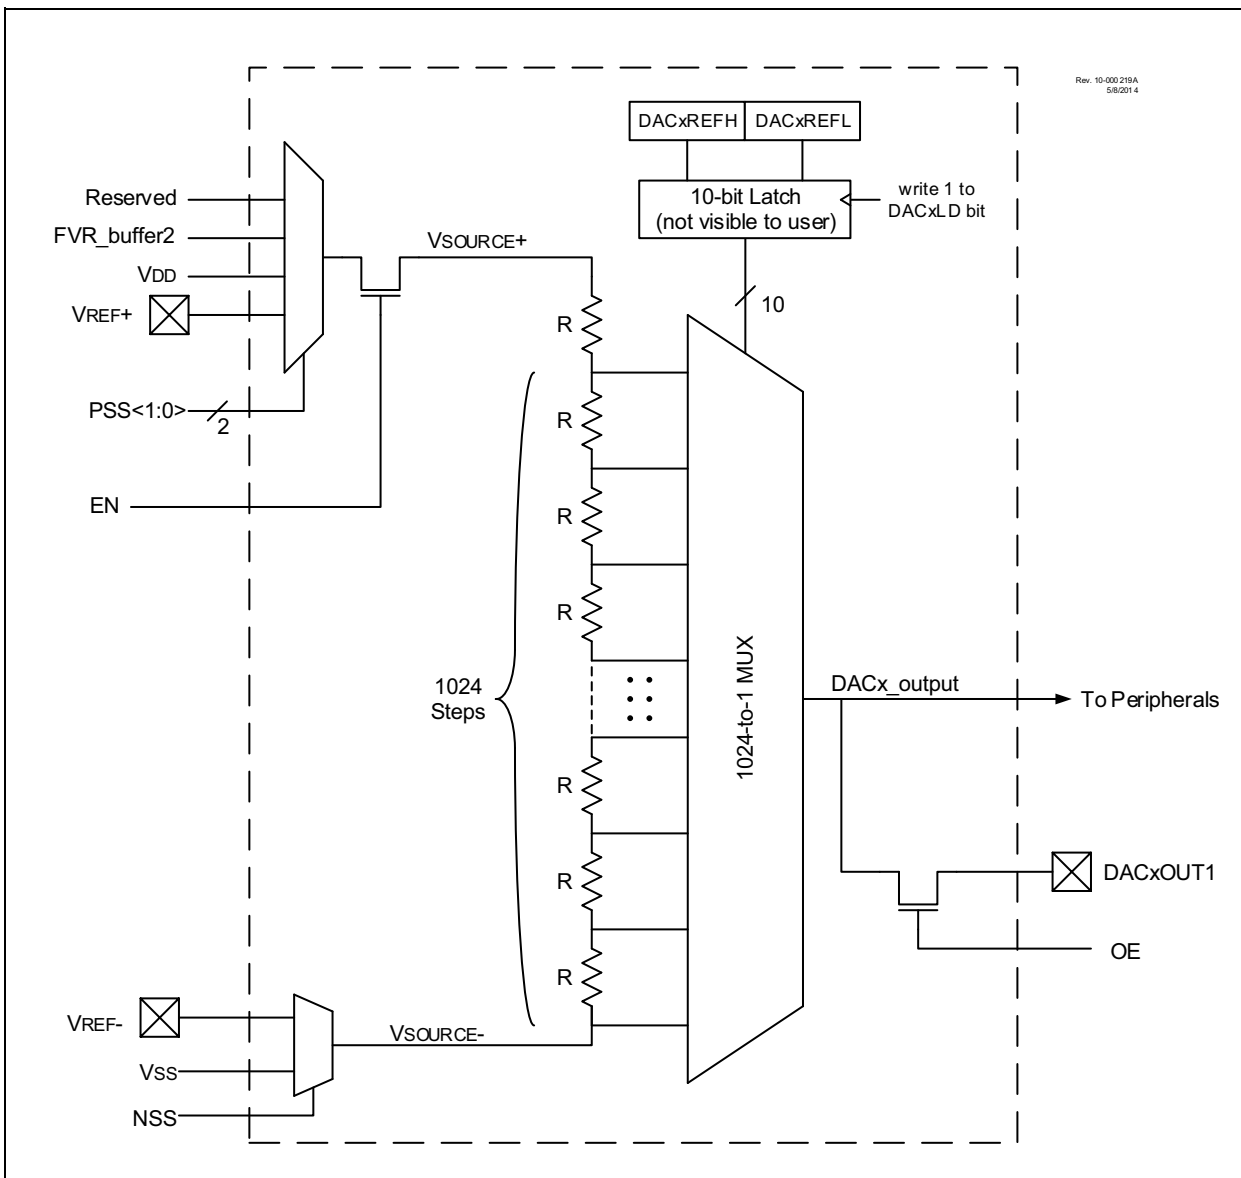 Rev. 10-000 219A
5/8/201 4
DACxREFH DACxREFL
Reserved
10-bit Latch
(not visible to user)
write 1 to
DACxLD bit
FVR_buffer2
VSOURCE+
VDD
VREF+
10
R
PSS<1:0>
2
R
EN
R
R
1024
Steps
1024-to-1 MUX
DACx_output
To Peripherals
R
R
DACxOUT1
OE
R
VREF-
VSOURCE-
VSS
NSS